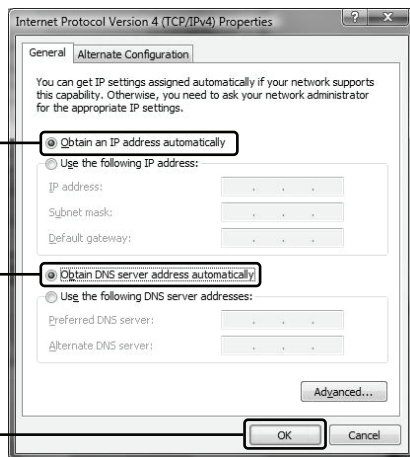 Internet Protocol Version 4 (TCP/IPv4) Properties
General
Alternate Configuration
You can get IP settings assigned automatically if your network supports
this capability. Otherwise, you need to ask your network administrator
for the appropriate IP settings.
Obtain an IP address automatically
Use the following IP address:
IP address:
Subnet mask:
Default gateway:
Obtain DNS server address automatically
Use the following DNS server addresses:
Preferred DNS server:
Alternate DNS server:
Advanced...
OK
Cancel